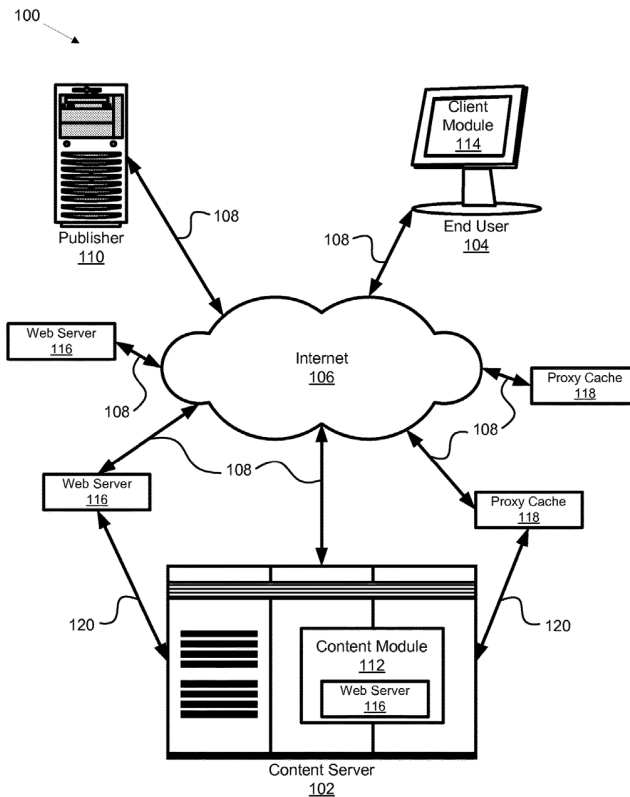 100
Client
Module
114
Publisher
110
108
108
End User
104
Web Server
116
Internet
106
Proxy Cache
118
108
108
108
Web Server
116
Proxy Cache
118
120
120
Content Module
112
Web Server
116
Content Server
102